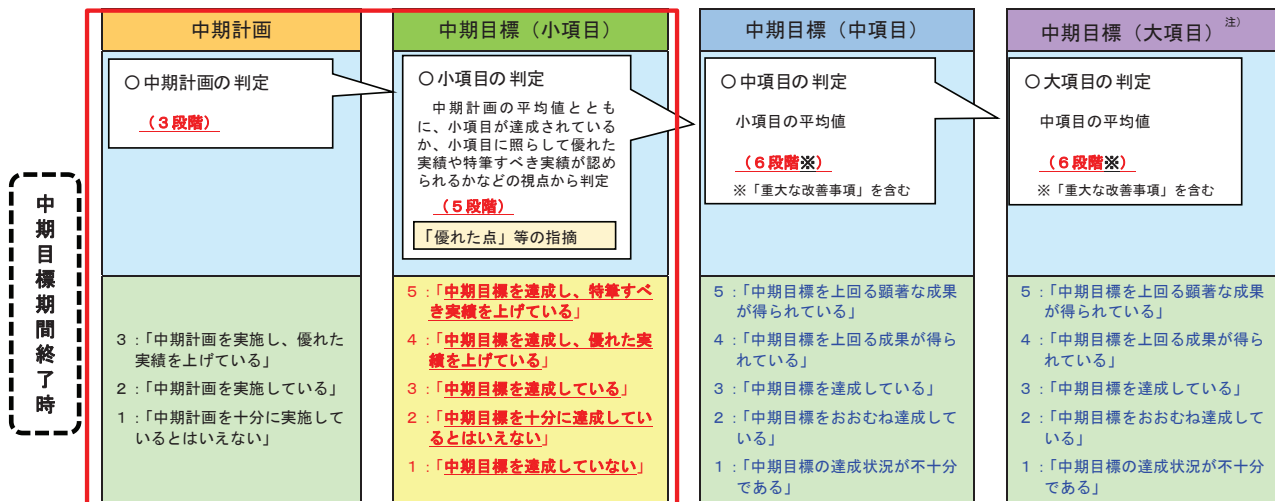 中期目標期間終了時
中期計画
○中期計画の判定
(3段階)
3:「中期計画を実施し、優れた
実績を上げている」
2:「中期計画を実施している」
1:「中期計画を十分に実施して
いるとはいえない」
中期目標(小項目)
○小項目の判定
中期計画の平均値ととも
に、小項目が達成されている
か、小項目に照らして優れた
実績や特筆すべき実績が認め
られるかなどの視点から判定
(5段階)
「優れた点」等の指摘
5:「中期目標を達成し、特筆すべ
き実績を上げている」
4:「中期目標を達成し、優れた実
績を上げている」
3:「中期目標を達成している」
2:「中期目標を十分に達成してい
るとはいえない」
1:「中期目標を達成していない」
中期目標(中項目)
○中項目の判定
小項目の平均値
(6段階※)
※「重大な改善事項」を含む
5:「中期目標を上回る顕著な成果
が得られている」
4:「中期目標を上回る成果が得ら
れている」
3:「中期目標を達成している」
2:「中期目標をおおむね達成して
いる」
1:「中期目標の達成状況が不十分
である」
中期目標(大項目)注)
○大項目の判定
中項目の平均値
(6段階※)
※「重大な改善事項」を含む
5:「中期目標を上回る顕著な成果
が得られている」
4:「中期目標を上回る成果が得ら
れている」
3:「中期目標を達成している」
2:「中期目標をおおむね達成して
いる」
1:「中期目標の達成状況が不十分
である」